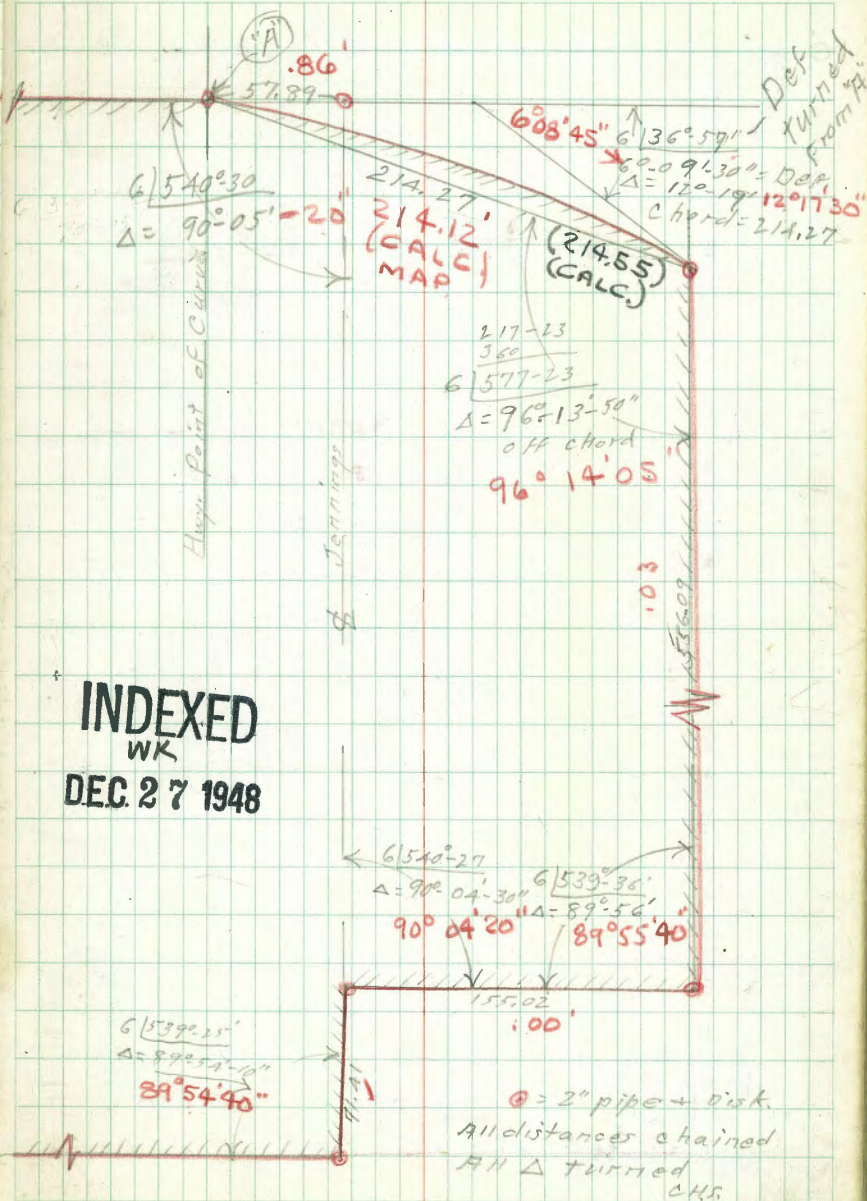 "A"
.86'
57.89
Def
turned
from "A"
6°08'45"
6 | 36°-57'
6°-09'-30" = Def
Δ = 12°-19' 12°17'30"
Chord = 214.27
6 | 540°-30
Δ = 90°-05' -20"
214.27
214.12'
(CALC
MAP)
(214.55)
(CALC.)
Hwy. Point of Curve
217-23
360
6 | 577-23
Δ = 96°-13'-50"
off chord
96° 14' 05"
Jennings
.03
556.09
INDEXED
WK
DEC. 27 1948
6 | 540°-27
Δ = 90°-04'-30"
90° 04' 20"
6 | 539°-36'
Δ = 89°-56'
89°55'40"
155.02
.00'
6 | 539°-25'
Δ = 89°-54'-10"
89°54'40"
91.41
= 2" pipe + Disk.
All distances chained
All Δ turned
C.H.S.